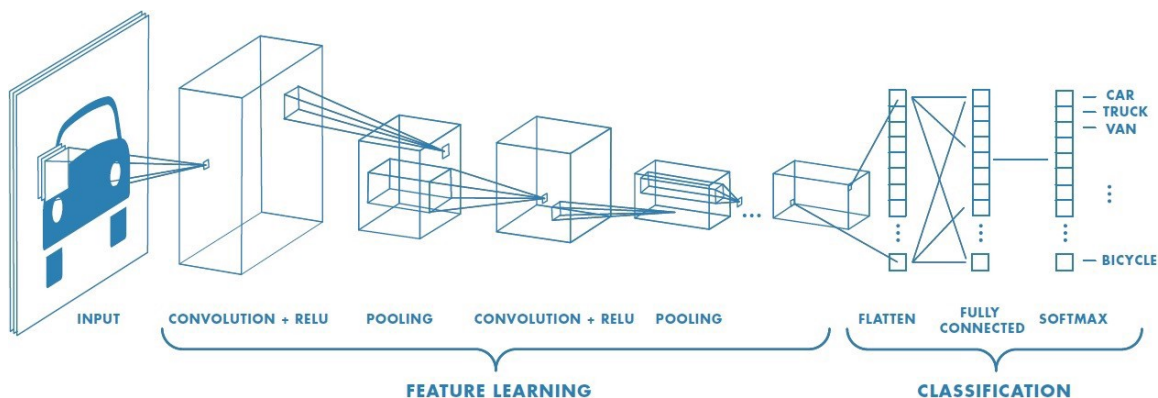 CAR
TRUCK
VAN
BICYCLE
INPUT
CONVOLUTION + RELU
POOLING
CONVOLUTION + RELU
POOLING
FLATTEN
FULLY
CONNECTED
SOFTMAX
FEATURE LEARNING
CLASSIFICATION